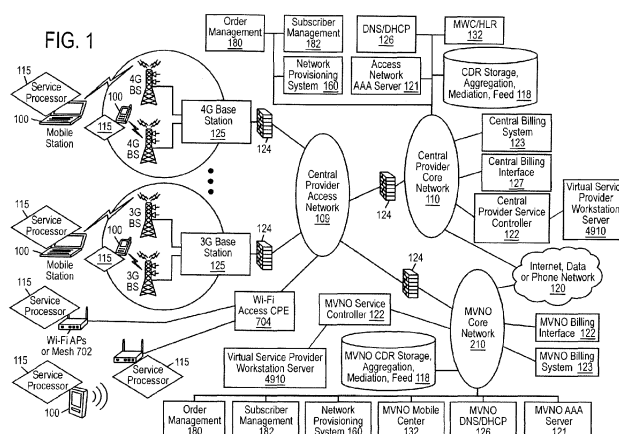 FIG. 1
Order
Management
180
Subscriber
Management
182
DNS/DHCP
126
MWC/HLR
132
Network
Provisioning
System 160
Access
Network
AAA Server 121
CDR Storage,
Aggregation,
Mediation, Feed 118
115
Service
Processor
100
Mobile
Station
4G
BS
100
115
4G
BS
4G Base
Station
125
124
Central
Provider
Access
Network
109
124
Central
Provider
Core
Network
110
Central Billing
System
123
Central Billing
Interface
127
Central
Provider Service
Controller
122
Virtual Service
Provider
Workstation
Server
4910
115
Service
Processor
100
Mobile
Station
3G
BS
100
115
3G
BS
3G Base
Station
125
124
124
Internet, Data
or Phone Network
120
115
Service
Processor
Wi-Fi APs
or Mesh 702
Wi-Fi
Access CPE
704
MVNO Service
Controller 122
MVNO
Core
Network
210
MVNO Billing
Interface 122
MVNO Billing
System 123
115
Service
Processor
100
115
Service
Processor
Virtual Service Provider
Workstation Server
4910
MVNO CDR Storage,
Aggregation,
Mediation, Feed 118
Order
Management
180
Subscriber
Management
182
Network
Provisioning
System 160
MVNO Mobile
Center
132
MVNO
DNS/DHCP
126
MVNO AAA
Server
121